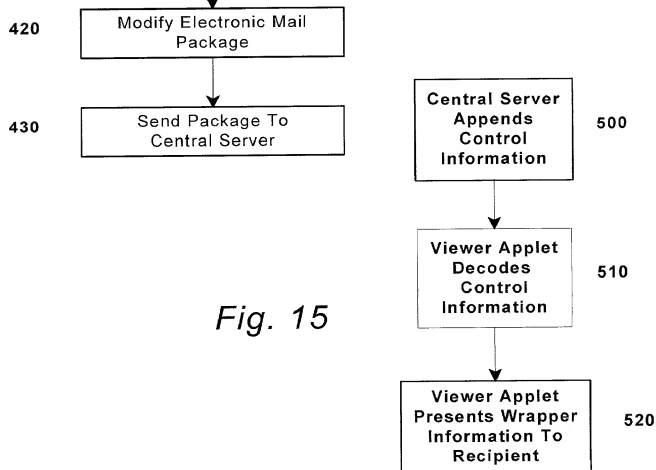 420
Modify Electronic Mail
Package
430
Send Package To
Central Server
Central Server
Appends
Control
Information
500
Viewer Applet
Decodes
Control
Information
510
Fig. 15
Viewer Applet
Presents Wrapper
Information To
Recipient
520